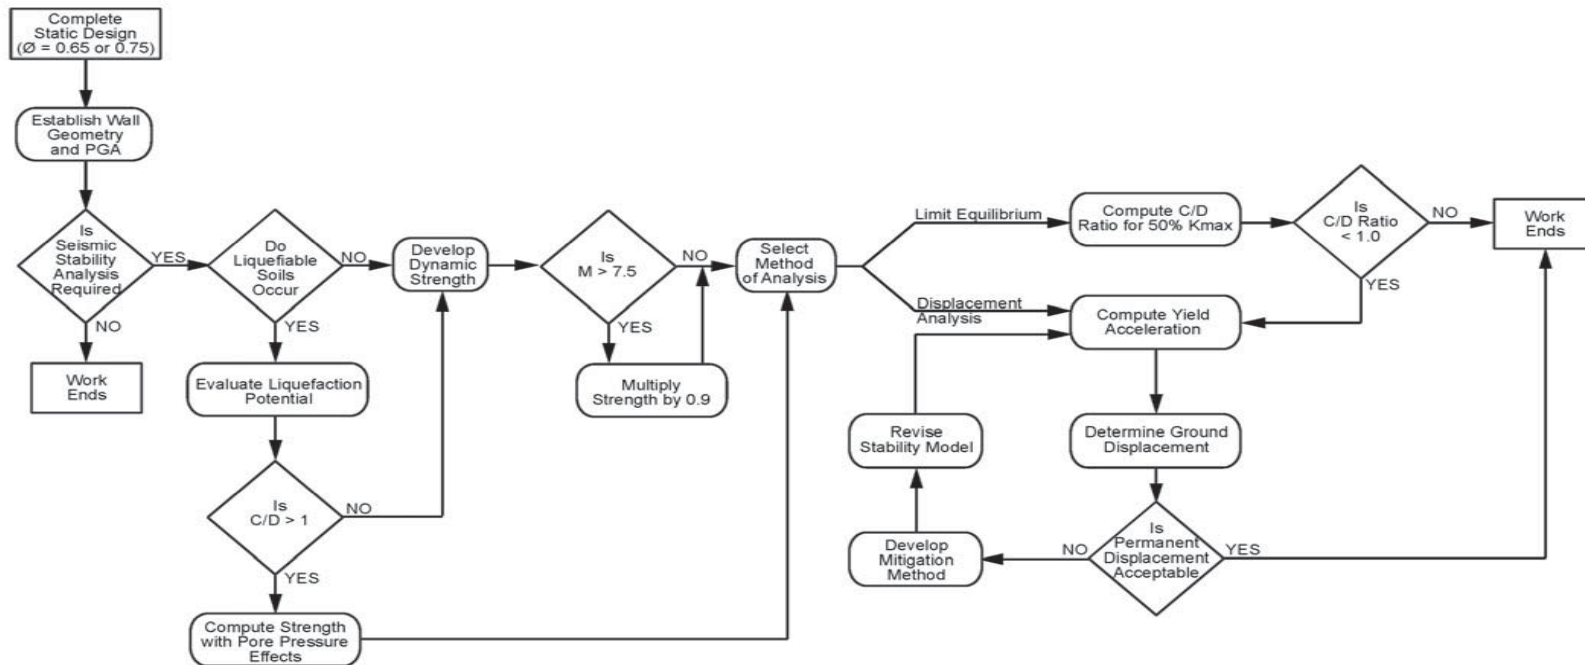 Complete
Static Design
(Ø = 0.65 or 0.75)
Establish Wall
Geometry
and PGA
Is
Seismic
Stability
Analysis
Required
YES
NO
Work
Ends
Do
Liquefiable
Soils
Occur
NO
YES
Evaluate Liquefaction
Potential
Is
C/D > 1
NO
YES
Compute Strength
with Pore Pressure
Effects
Develop
Dynamic
Strength
Is
M > 7.5
NO
YES
Multiply
Strength by 0.9
Select
Method
of Analysis
Limit Equilibrium
Displacement
Analysis
Compute C/D
Ratio for 50% Kmax
Is
C/D Ratio
< 1.0
NO
YES
Work
Ends
Compute Yield
Acceleration
Determine Ground
Displacement
Is
Permanent
Displacement
Acceptable
NO
YES
Develop
Mitigation
Method
Revise
Stability Model